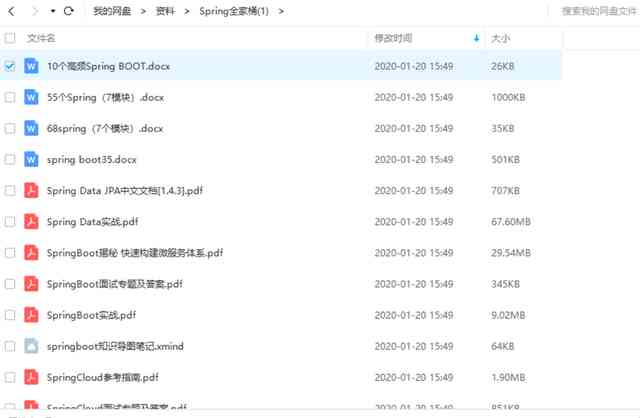 我的网盘 > 资料 > Spring全家桶(1) >
搜索我的网盘文件
文件名 修改时间 大小
10个高频Spring BOOT.docx 2020-01-20 15:49 26KB
55个Spring（7模块）.docx 2020-01-20 15:49 1000KB
68spring（7个模块）.docx 2020-01-20 15:49 35KB
spring boot35.docx 2020-01-20 15:49 501KB
Spring Data JPA中文文档[1.4.3].pdf 2020-01-20 15:49 707KB
Spring Data实战.pdf 2020-01-20 15:49 67.60MB
SpringBoot揭秘 快速构建微服务体系.pdf 2020-01-20 15:49 29.54MB
SpringBoot面试专题及答案.pdf 2020-01-20 15:49 345KB
SpringBoot实战.pdf 2020-01-20 15:49 9.02MB
springboot知识导图笔记.xmind 2020-01-20 15:49 64KB
SpringCloud参考指南.pdf 2020-01-20 15:49 1.90MB
SpringCloud面试专题及答案.pdf 2020-01-20 15:49 851KB